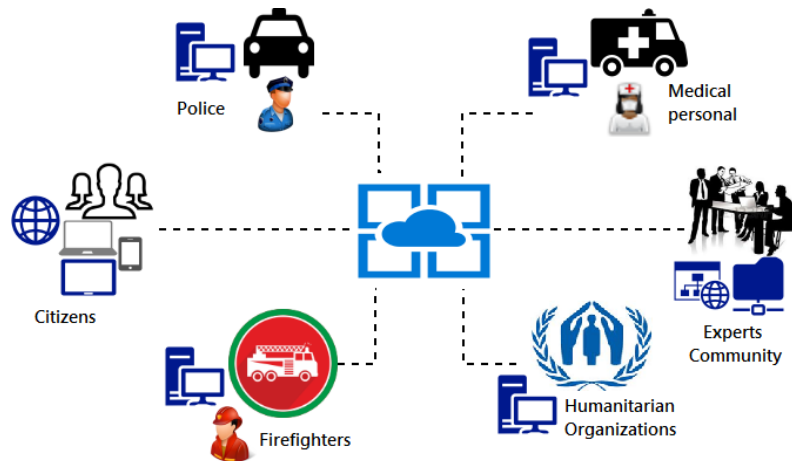 Police
Medical
personal
Citizens
Experts
Community
Firefighters
Humanitarian
Organizations